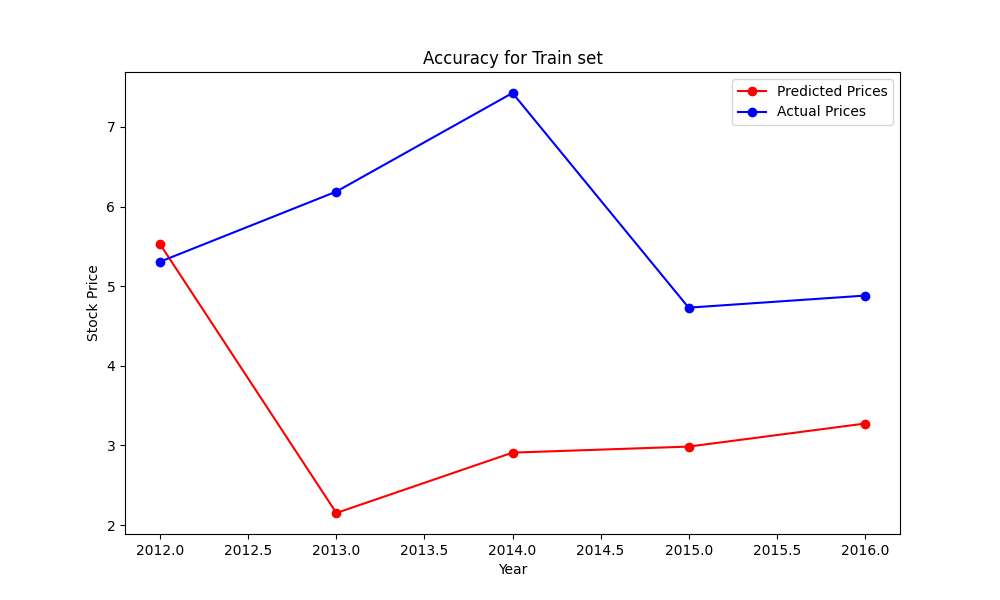 Accuracy for Train set
Predicted Prices
Actual Prices
7
6
5
4
3
2
Stock Price
2012.0 2012.5 2013.0 2013.5 2014.0 2014.5 2015.0 2015.5 2016.0
Year